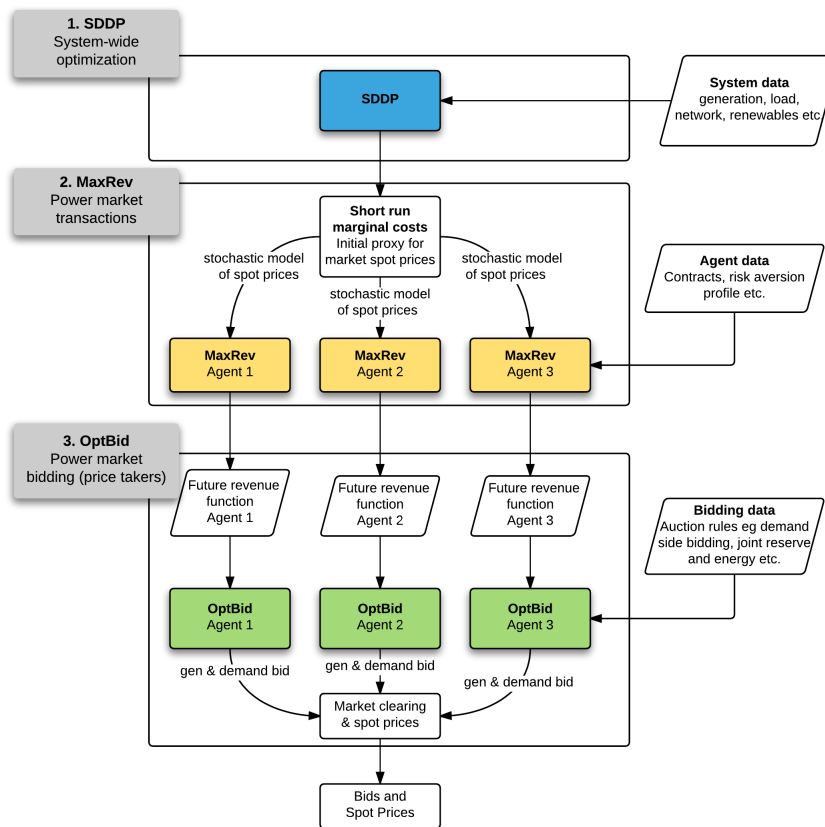 1. SDDP
System-wide
optimization
SDDP
System data
generation, load,
network, renewables etc
2. MaxRev
Power market
transactions
Short run
marginal costs
Initial proxy for
market spot prices
stochastic model
of spot prices
stochastic model
of spot prices
stochastic model
of spot prices
Agent data
Contracts, risk aversion
profile etc.
MaxRev
Agent 1
MaxRev
Agent 2
MaxRev
Agent 3
3. OptBid
Power market
bidding (price takers)
Future revenue
function
Agent 1
Future revenue
function
Agent 2
Future revenue
function
Agent 3
Bidding data
Auction rules eg demand
side bidding, joint reserve
and energy etc.
OptBid
Agent 1
OptBid
Agent 2
OptBid
Agent 3
gen & demand bid
gen & demand bid
gen & demand bid
Market clearing
& spot prices
Bids and
Spot Prices